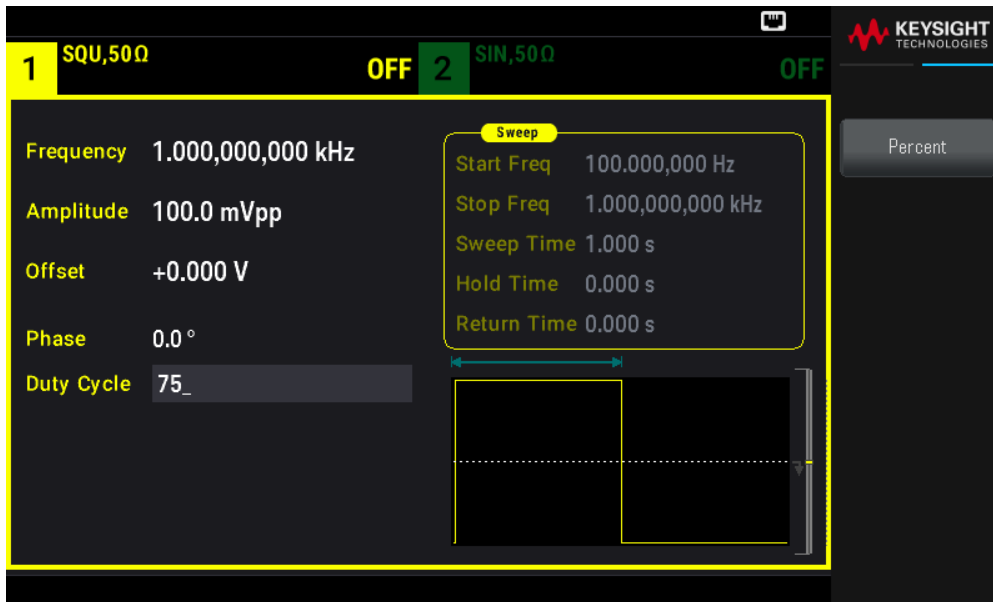 KEYSIGHT
TECHNOLOGIES
1 SQU,50Ω OFF
2 SIN,50Ω OFF
Frequency 1.000,000,000 kHz
Amplitude 100.0 mVpp
Offset +0.000 V
Phase 0.0 °
Duty Cycle 75_
Sweep
Start Freq 100.000,000 Hz
Stop Freq 1.000,000,000 kHz
Sweep Time 1.000 s
Hold Time 0.000 s
Return Time 0.000 s
Percent